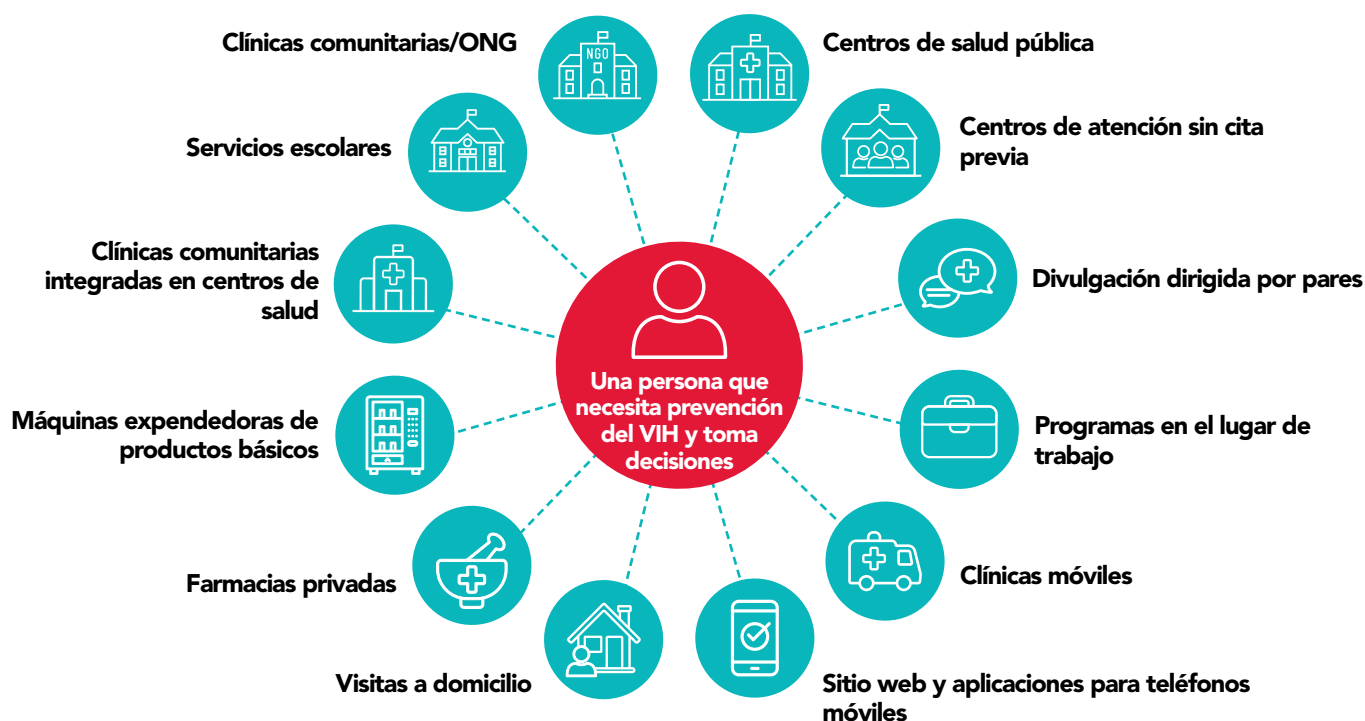 Clínicas comunitarias/ONG
NGO
Centros de salud pública
Servicios escolares
Centros de atención sin cita
previa
Clínicas comunitarias
integradas en centros de
salud
Divulgación dirigida por pares
Una persona que
necesita prevención
del VIH y toma
decisiones
Máquinas expendedoras de
productos básicos
Programas en el lugar de
trabajo
Farmacias privadas
Clínicas móviles
Visitas a domicilio
Sitio web y aplicaciones para teléfonos
móviles